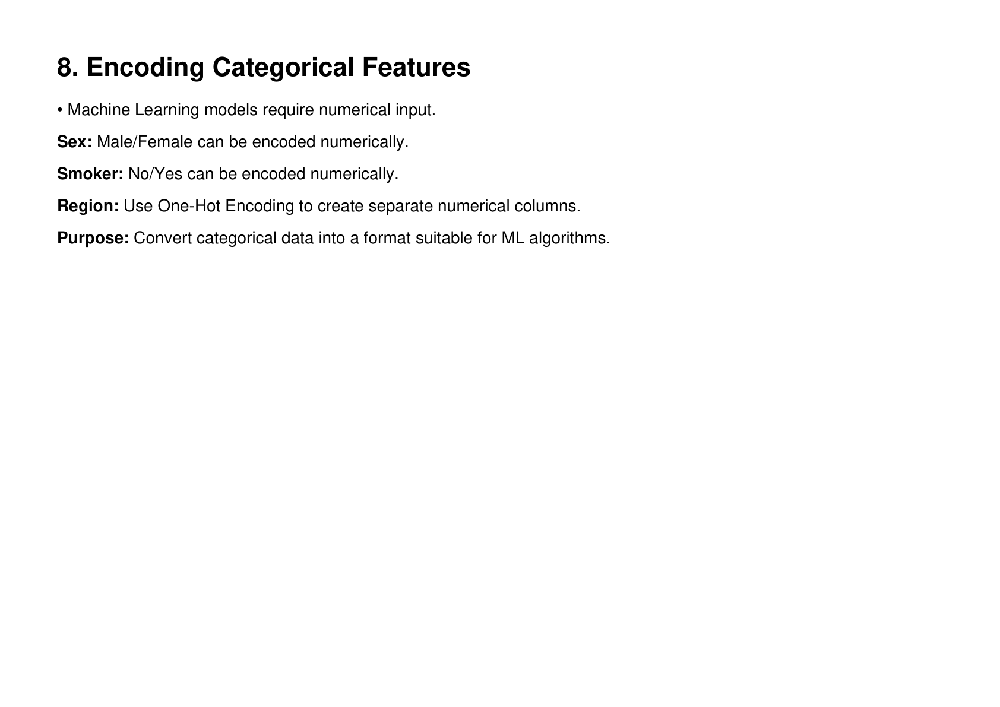 8. Encoding Categorical Features
• Machine Learning models require numerical input.
Sex: Male/Female can be encoded numerically.
Smoker: No/Yes can be encoded numerically.
Region: Use One-Hot Encoding to create separate numerical columns.
Purpose: Convert categorical data into a format suitable for ML algorithms.